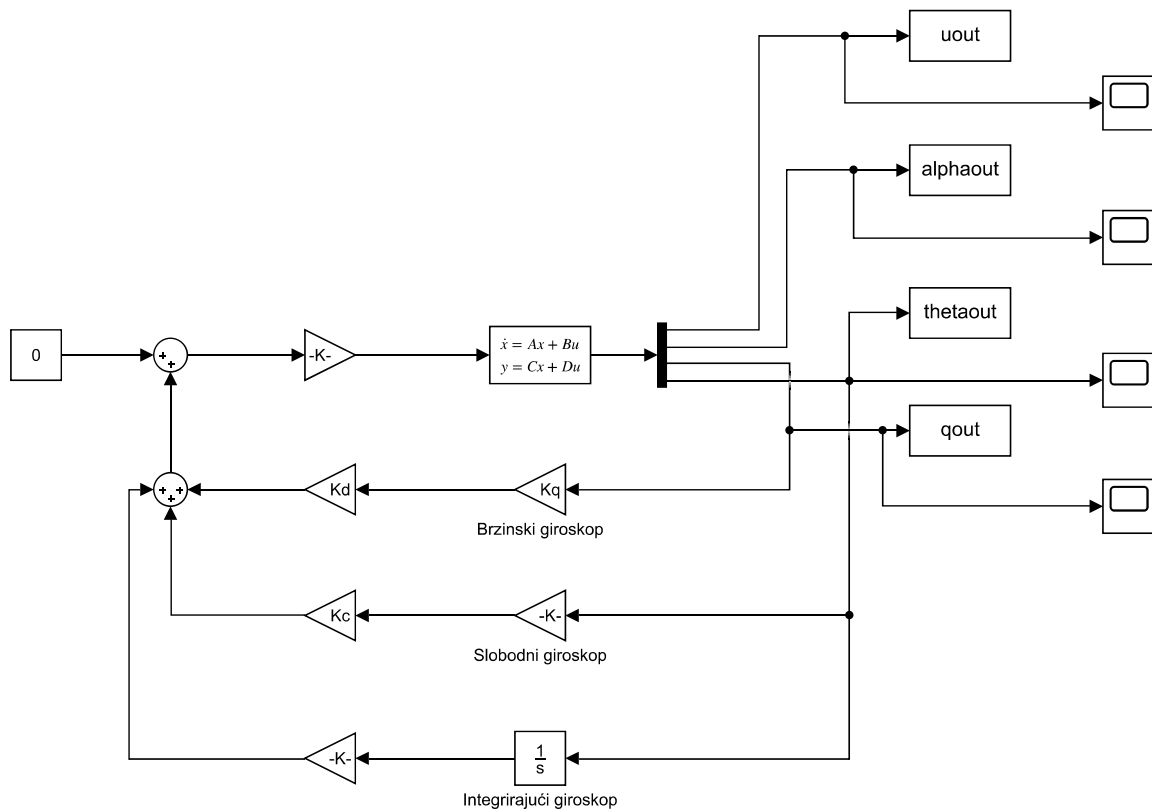 uout
alphaout
thetaout
0
-K-
ẋ = Ax + Bu
y = Cx + Du
qout
Kd
Kq
Brzinski giroskop
Kc
-K-
Slobodni giroskop
-K-
1
s
Integrirajući giroskop